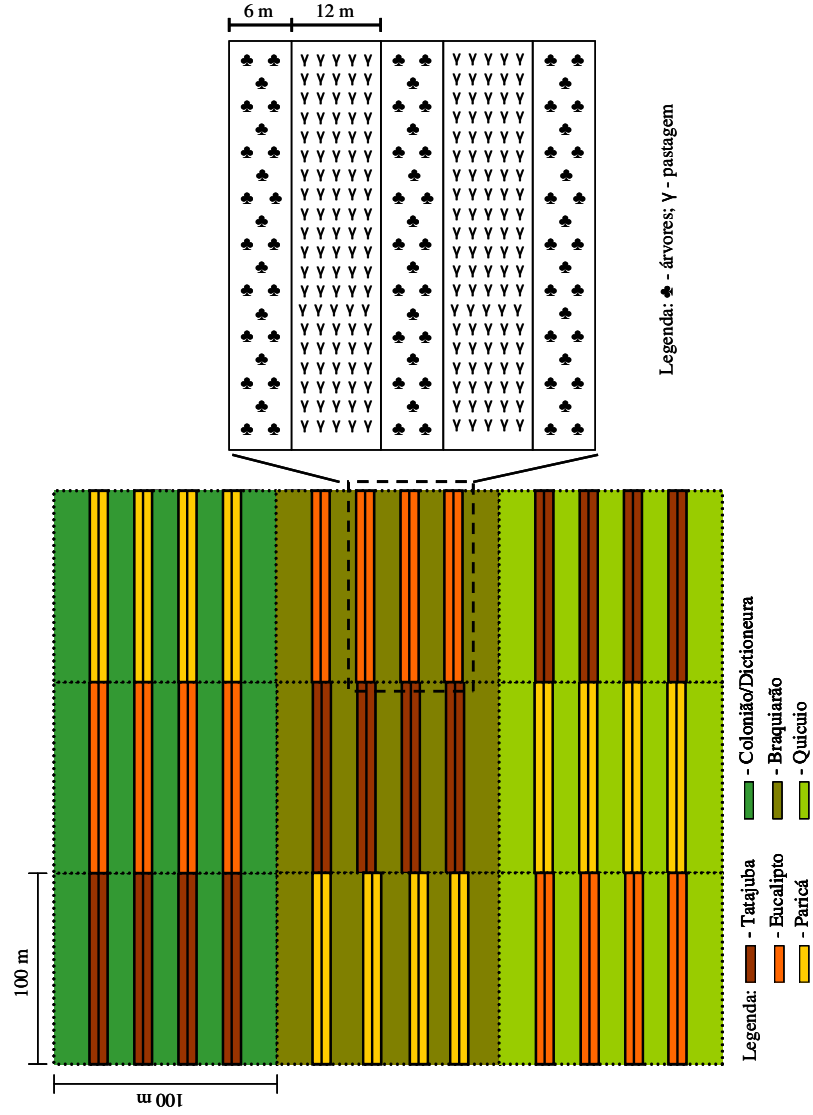 6 m
12 m
Legenda: ♣ - árvores; γ - pastagem
100 m
100 m
Legenda:
- Tatajuba
- Eucalipto
- Paricá
- Colonião/Dictioneura
- Braquiarão
- Quicuio